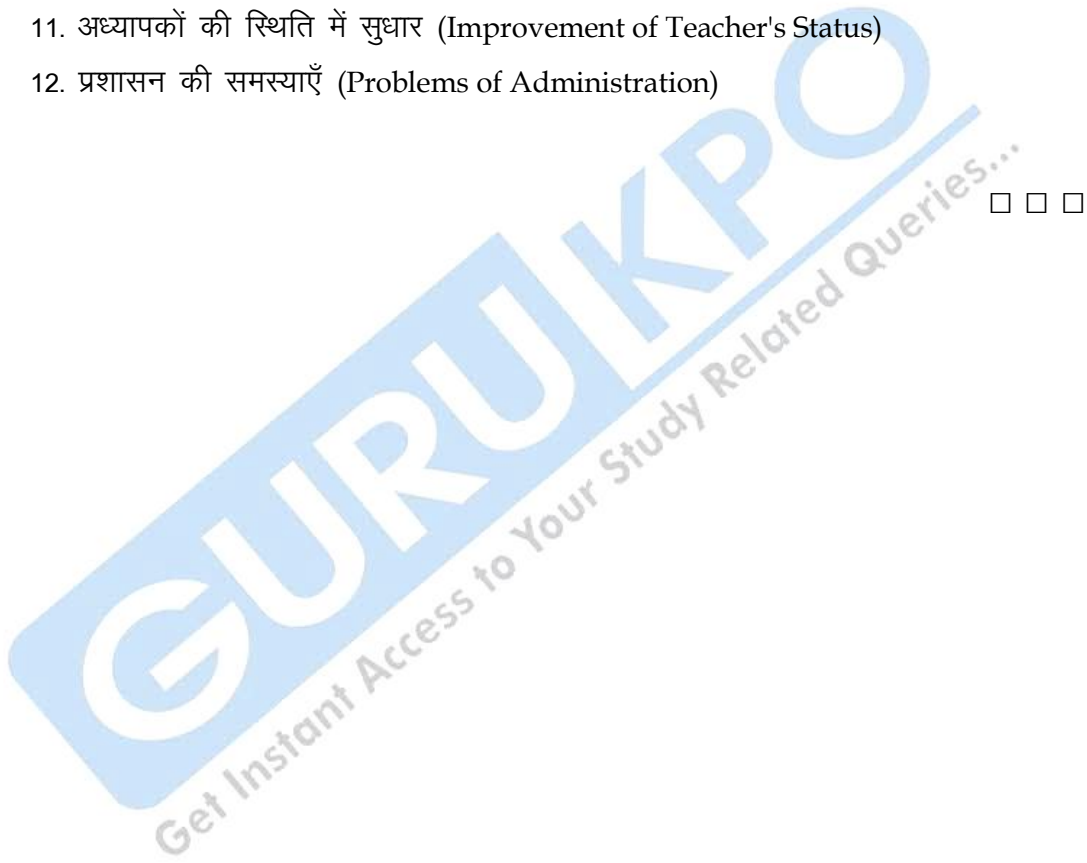 11. अध्यापकों की स्थिति में सुधार (Improvement of Teacher's Status)
12. प्रशासन की समस्याएँ (Problems of Administration)
□ □ □
GURUKPO
Get Instant Access to Your Study Related Queries...